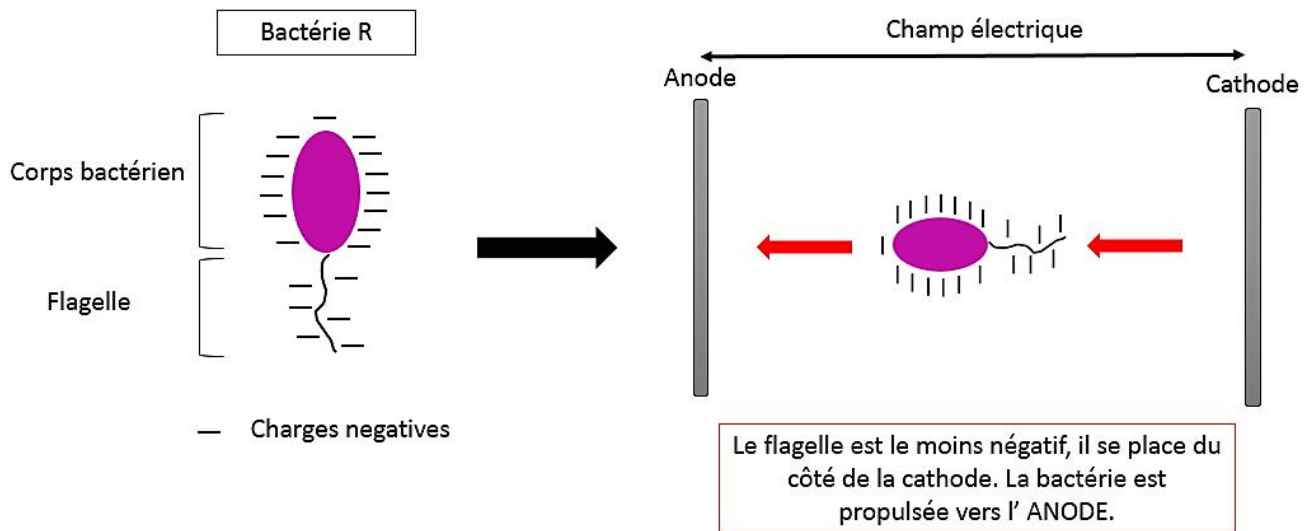 Bactérie R
Champ électrique
Anode
Cathode
Corps bactérien
Flagelle
Charges negatives
Le flagelle est le moins négatif, il se place du
côté de la cathode. La bactérie est
propulsée vers l’ ANODE.